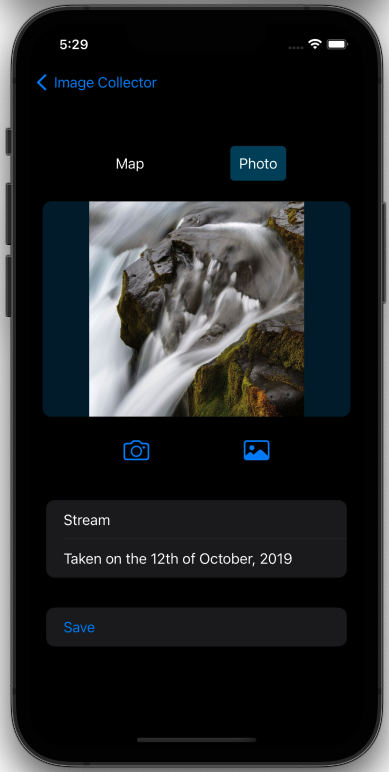 5:29
Image Collector
Map Photo
Stream
Taken on the 12th of October, 2019
Save